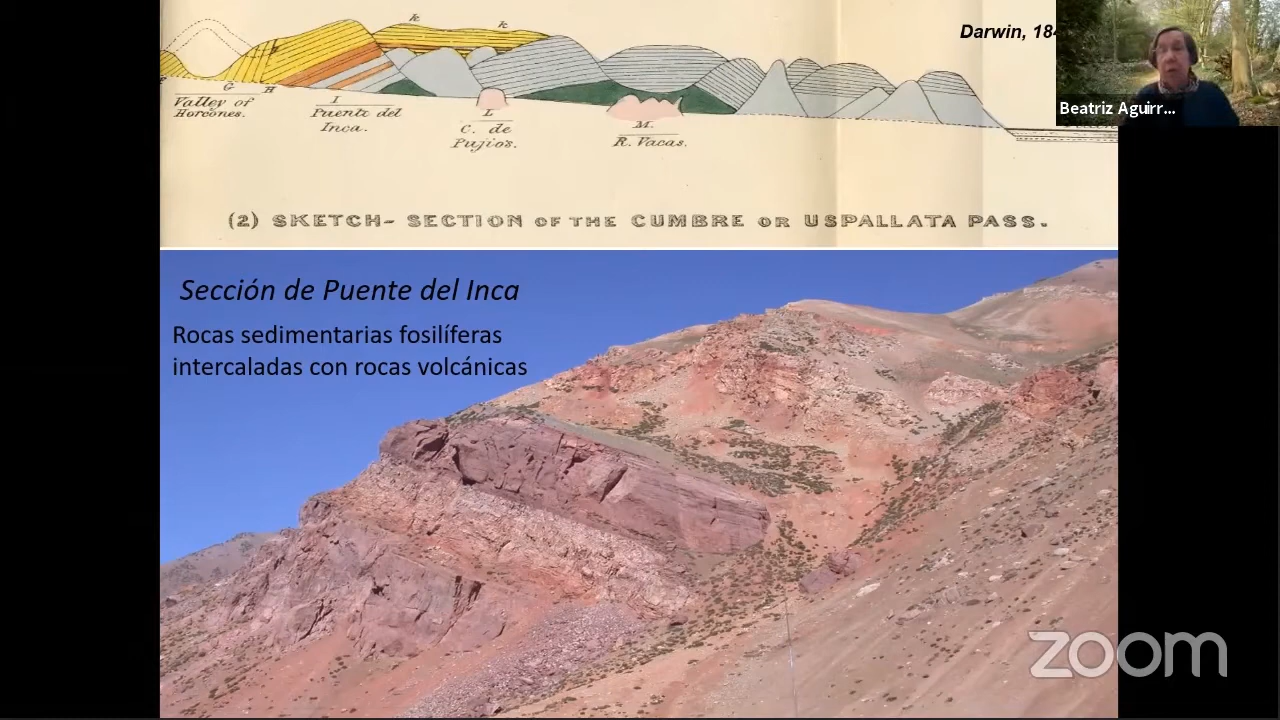 Darwin, 184
Beatriz Aguirr...
k
k
G
H
I
L
M.
Valley of
Horcones.
Puente del
Inca.
C. de
Pujios.
R. Vacas.
(2) SKETCH- SECTION OF THE CUMBRE OR USPALLATA PASS.
Sección de Puente del Inca
Rocas sedimentarias fosilíferas
intercaladas con rocas volcánicas
zoom